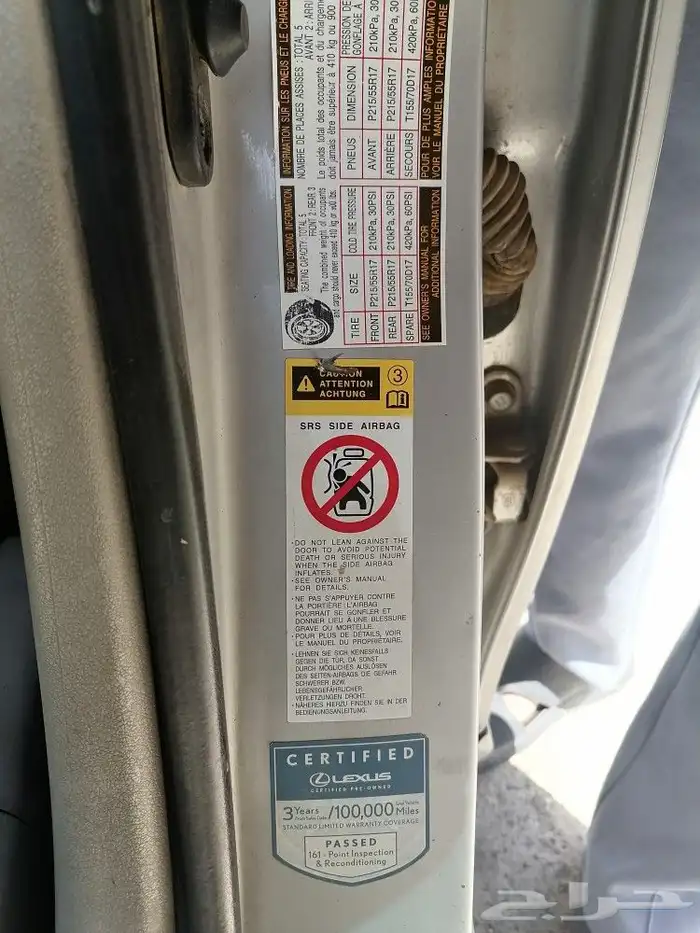 INFORMATION SUR LES PNEUS ET LE CHARG
NOMBRE DE PLACES ASSISES : TOTAL 5
AVANT 2 : ARRI
Le poids total des occupants et du chargemen
doit jamais être supérieur à 410 kg ou 900
PNEUS DIMENSION PRESSION DE
GONFLAGE À
AVANT P215/55R17 210kPa, 30
ARRIÈRE P215/55R17 210kPa, 30
SECOURS T155/70D17 420kPa, 60
POUR DE PLUS AMPLES INFORMATIO
VOIR LE MANUEL DU PROPRIÉTAIRE
TIRE AND LOADING INFORMATION
SEATING CAPACITY : TOTAL 5
FRONT 2 : REAR 3
The combined weight of occupants
and cargo should never exceed 410 kg or 900 lbs.
TIRE SIZE COLD TIRE PRESSURE
FRONT P215/55R17 210kPa, 30PSI
REAR P215/55R17 210kPa, 30PSI
SPARE T155/70D17 420kPa, 60PSI
SEE OWNER'S MANUAL FOR
ADDITIONAL INFORMATION
CAUTION
ATTENTION
ACHTUNG
3
SRS SIDE AIRBAG
·DO NOT LEAN AGAINST THE
DOOR TO AVOID POTENTIAL
DEATH OR SERIOUS INJURY
WHEN THE SIDE AIRBAG
INFLATES.
·SEE OWNER'S MANUAL
FOR DETAILS.
·NE PAS S'APPUYER CONTRE
LA PORTIÈRE : L'AIRBAG
POURRAIT SE GONFLER ET
DONNER LIEU À UNE BLESSURE
GRAVE OU MORTELLE.
·POUR PLUS DE DÉTAILS, VOIR
LE MANUEL DU PROPRIÉTAIRE.
·LEHNEN SIE SICH KEINESFALLS
GEGEN DIE TÜR, DA SONST
DURCH MÖGLICHES AUSLÖSEN
DES SEITEN-AIRBAGS DIE GEFAHR
SCHWERER BZW.
LEBENSGEFÄHRLICHER
VERLETZUNGEN DROHT.
·NÄHERES HIERZU FINDEN SIE IN DER
BEDIENUNGSANLEITUNG.
CERTIFIED
LEXUS
CERTIFIED PRE-OWNED
3 Years /100,000 Miles
STANDARD LIMITED WARRANTY COVERAGE
PASSED
161 - Point Inspection
& Reconditioning
حراج